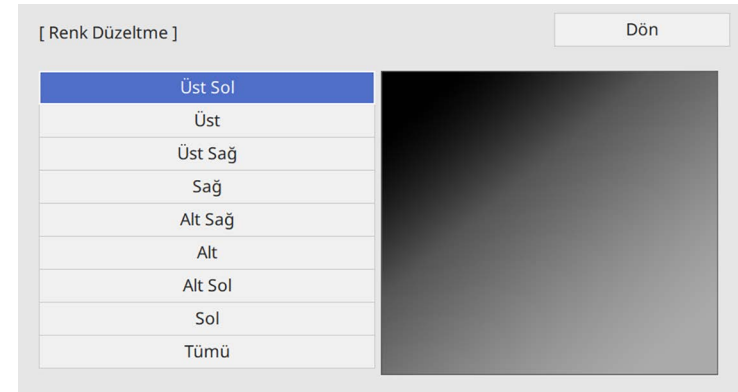 [ Renk Düzeltme ]
Dön
Üst Sol
Üst
Üst Sağ
Sağ
Alt Sağ
Alt
Alt Sol
Sol
Tümü